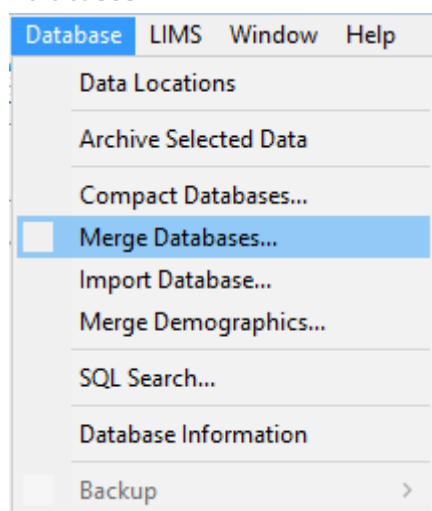 Database LIMS Window Help
Data Locations
Archive Selected Data
Compact Databases...
Merge Databases...
Import Database...
Merge Demographics...
SQL Search...
Database Information
Backup >